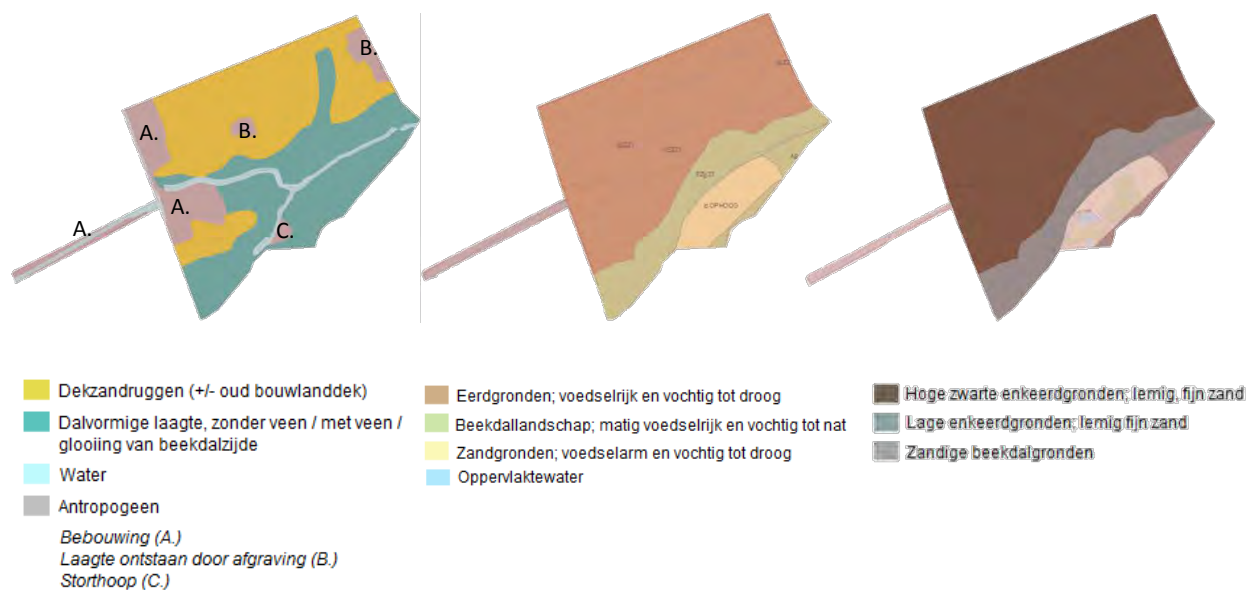 B.
A.
B.
A.
A.
C.
Dekzandruggen (+/- oud bouwlanddek)
Dalvormige laagte, zonder veen / met veen /
glooiing van beekdalzijde
Water
Antropogeen
Bebouwing (A.)
Laagte ontstaan door afgraving (B.)
Storthoop (C.)
Eerdgronden; voedselrijk en vochtig tot droog
Beekdallandschap; matig voedselrijk en vochtig tot nat
Zandgronden; voedselarm en vochtig tot droog
Oppervlaktewater
Hoge zwarte enkeerdgronden; lemig, fijn zand
Lage enkeerdgronden; lemig fijn zand
Zandige beekdalgronden